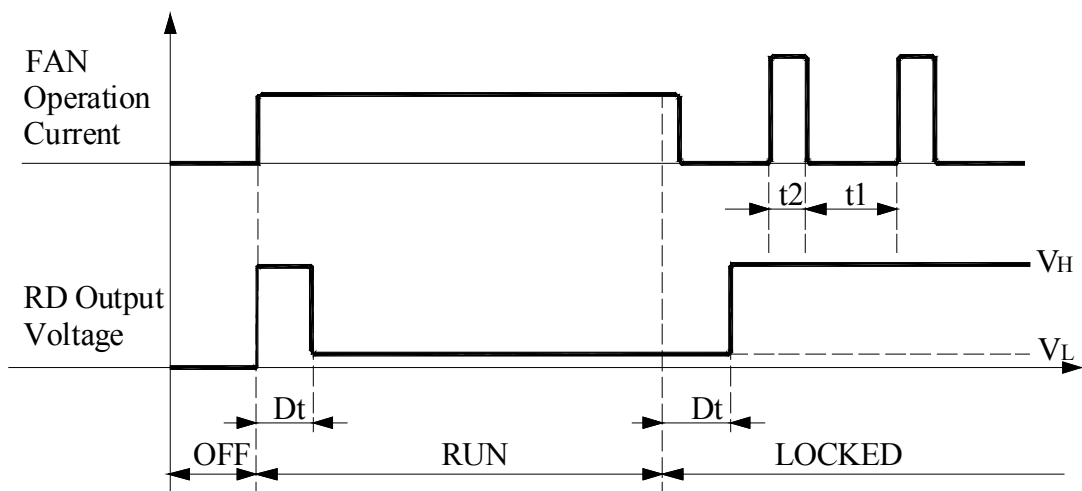 FAN
Operation
Current
t2
t1
VH
RD Output
Voltage
VL
Dt
Dt
OFF
RUN
LOCKED